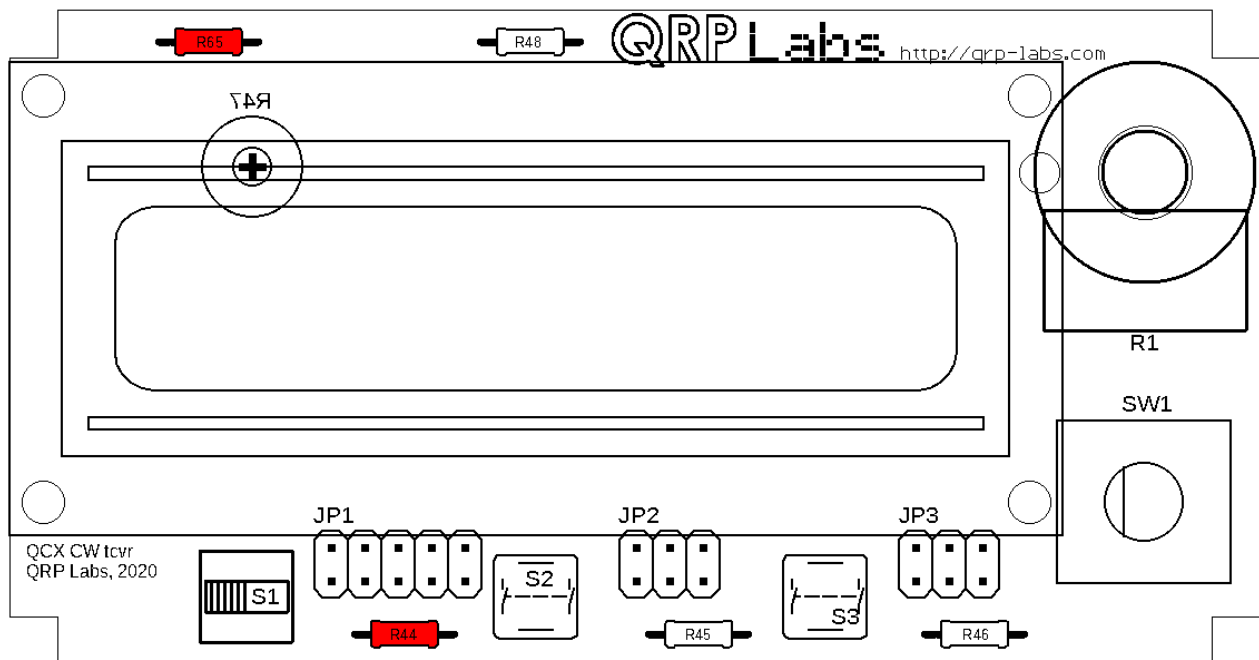 R65
R48
QRP Labs http://qrp-labs.com
R47
R1
SW1
JP1
JP2
JP3
QCX CW tcvr
QRP Labs, 2020
S1
S2
S3
R44
R45
R46